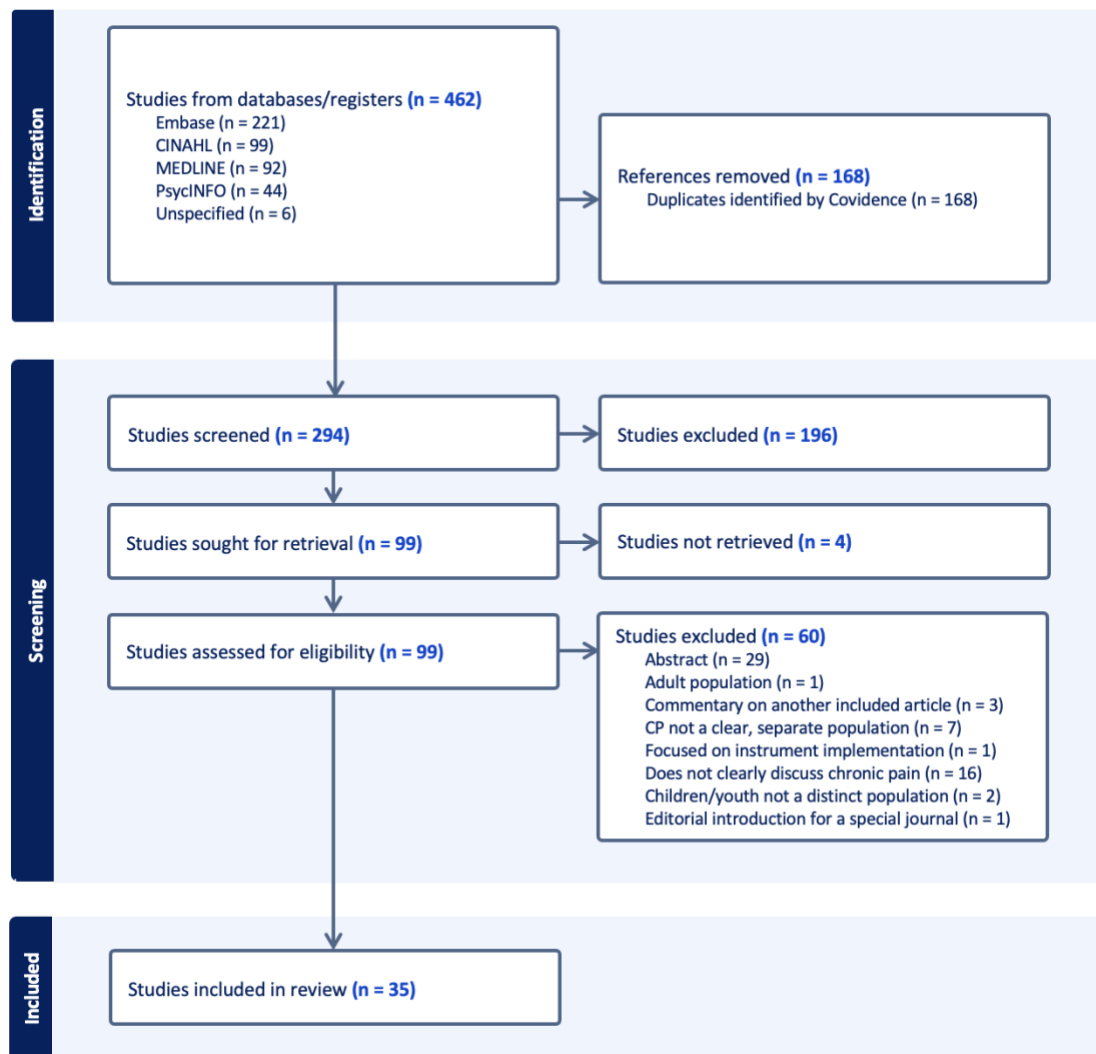 Identification
Studies from databases/registers (n = 462)
Embase (n = 221)
CINAHL (n = 99)
MEDLINE (n = 92)
PsycINFO (n = 44)
Unspecified (n = 6)
References removed (n = 168)
Duplicates identified by Covidence (n = 168)
Screening
Studies screened (n = 294)
Studies excluded (n = 196)
Studies sought for retrieval (n = 99)
Studies not retrieved (n = 4)
Studies assessed for eligibility (n = 99)
Studies excluded (n = 60)
Abstract (n = 29)
Adult population (n = 1)
Commentary on another included article (n = 3)
CP not a clear, separate population (n = 7)
Focused on instrument implementation (n = 1)
Does not clearly discuss chronic pain (n = 16)
Children/youth not a distinct population (n = 2)
Editorial introduction for a special journal (n = 1)
Included
Studies included in review (n = 35)